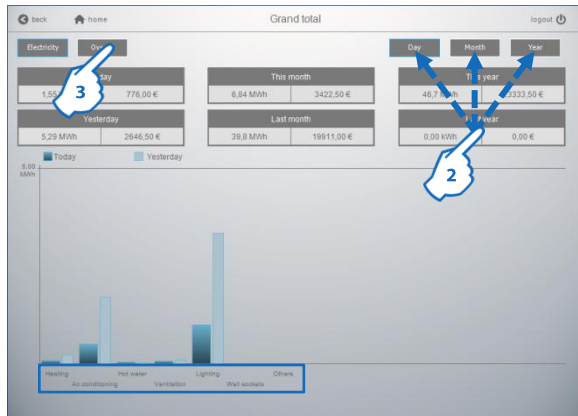 back home Grand total logout
Electricity Day Month Year
3
This month
1,55 776,00 € 6,84 MWh 3422,50 € 46,7 3333,50 €
Yesterday Last month
5,29 MWh 2646,50 € 39,8 MWh 19911,00 € 0,00 kWh 0,00 €
2
Today Yesterday
5,00
MWh
Heating Hot water Lighting Others
Air conditioning Ventilation Wall sockets